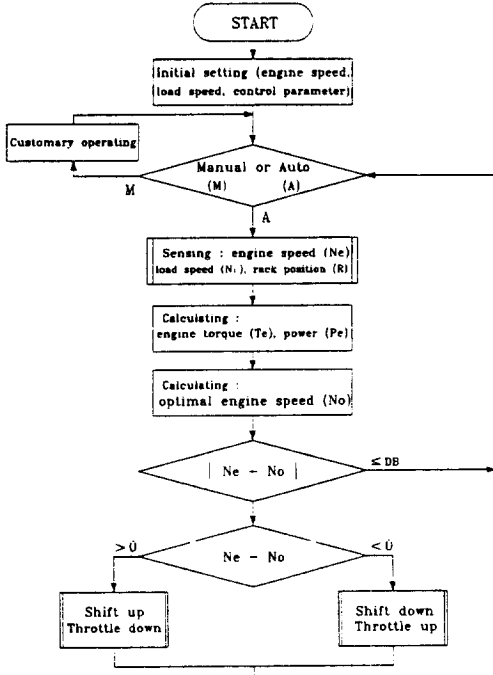 START
Initial setting (engine speed,
load speed, control parameter)
Customary operating
Manual or Auto
(M) (A)
M
A
Sensing : engine speed (Ne)
load speed (Nl), rack position (R)
Calculating :
engine torque (Te), power (Pe)
Calculating :
optimal engine speed (No)
| Ne - No |
≤ DB
Ne - No
> 0
< 0
Shift up
Throttle down
Shift down
Throttle up